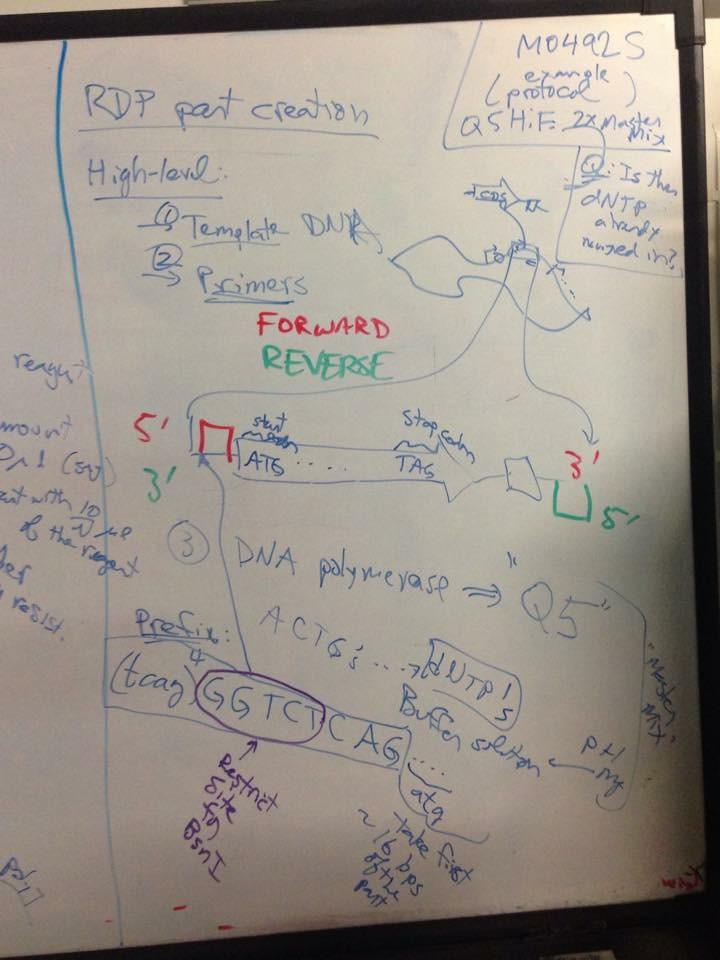 M0492S
(example
protocol)
Q5 HiFi 2x Master
Mix
Q: Is the
dNTP
already
mixed in?
RDP part creation
High-level:
① Template DNA
② Primers
FORWARD
REVERSE
CDS
reagent
amount
5'
3'
start
codon
ATG .....
Stop codon
TAG
3'
5'
with 10
of the reagent
resist.
③ DNA polymerase ⇒ "Q5"
ACTG's ...→ dNTP's
Buffer solution
pH
Mg
"Master
Mix"
Prefix:
(tcag)4 GGTCTCAG ....
atg
Restrict
Site
for
BsaI
take first
~16 bps
of the
part